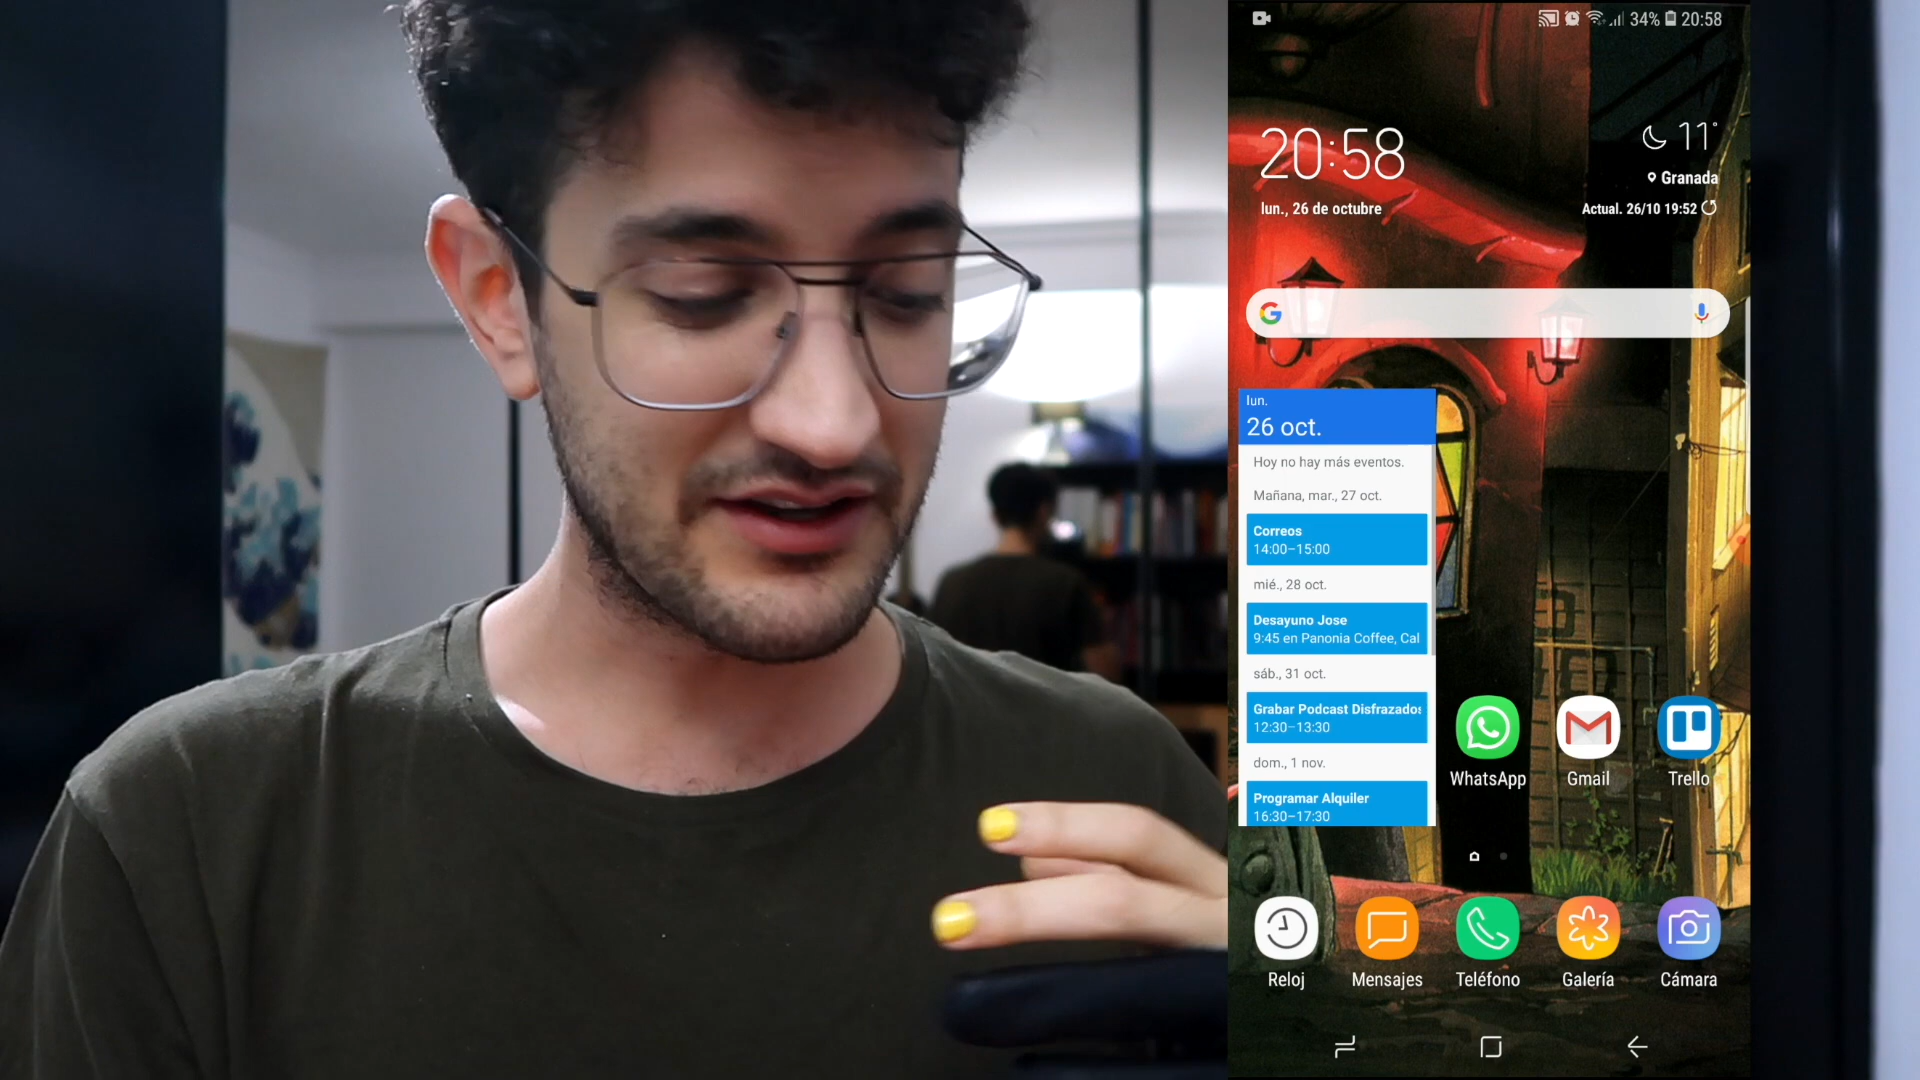 34% 20:58
20:58
11°
Granada
lun., 26 de octubre
Actual. 26/10 19:52
lun.
26 oct.
Hoy no hay más eventos.
Mañana, mar., 27 oct.
Correos
14:00–15:00
mié., 28 oct.
Desayuno Jose
9:45 en Panonia Coffee, Cal
sáb., 31 oct.
Grabar Podcast Disfrazados
12:30–13:30
dom., 1 nov.
Programar Alquiler
16:30–17:30
WhatsApp
Gmail
Trello
Reloj
Mensajes
Teléfono
Galería
Cámara